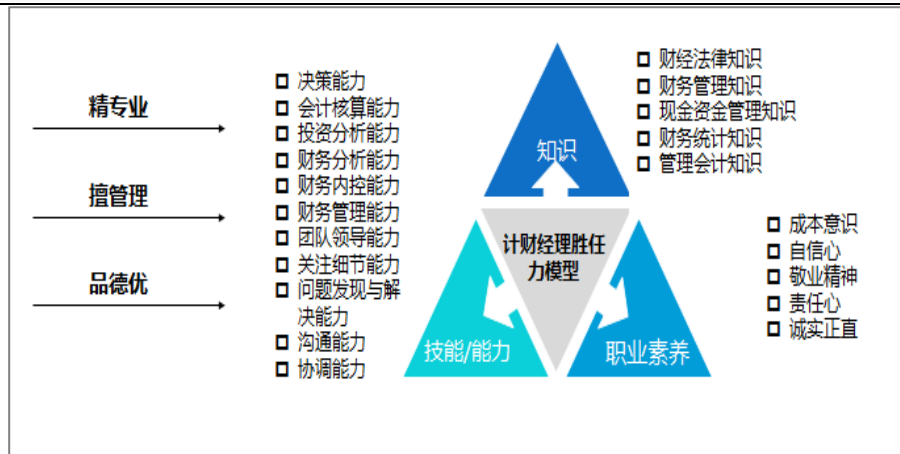 精专业
擅管理
品德优
决策能力
会计核算能力
投资分析能力
财务分析能力
财务内控能力
财务管理能力
团队领导能力
关注细节能力
问题发现与解
决能力
沟通能力
协调能力
知识
计财经理胜任
力模型
技能/能力
职业素养
财经法律知识
财务管理知识
现金资金管理知识
财务统计知识
管理会计知识
成本意识
自信心
敬业精神
责任心
诚实正直